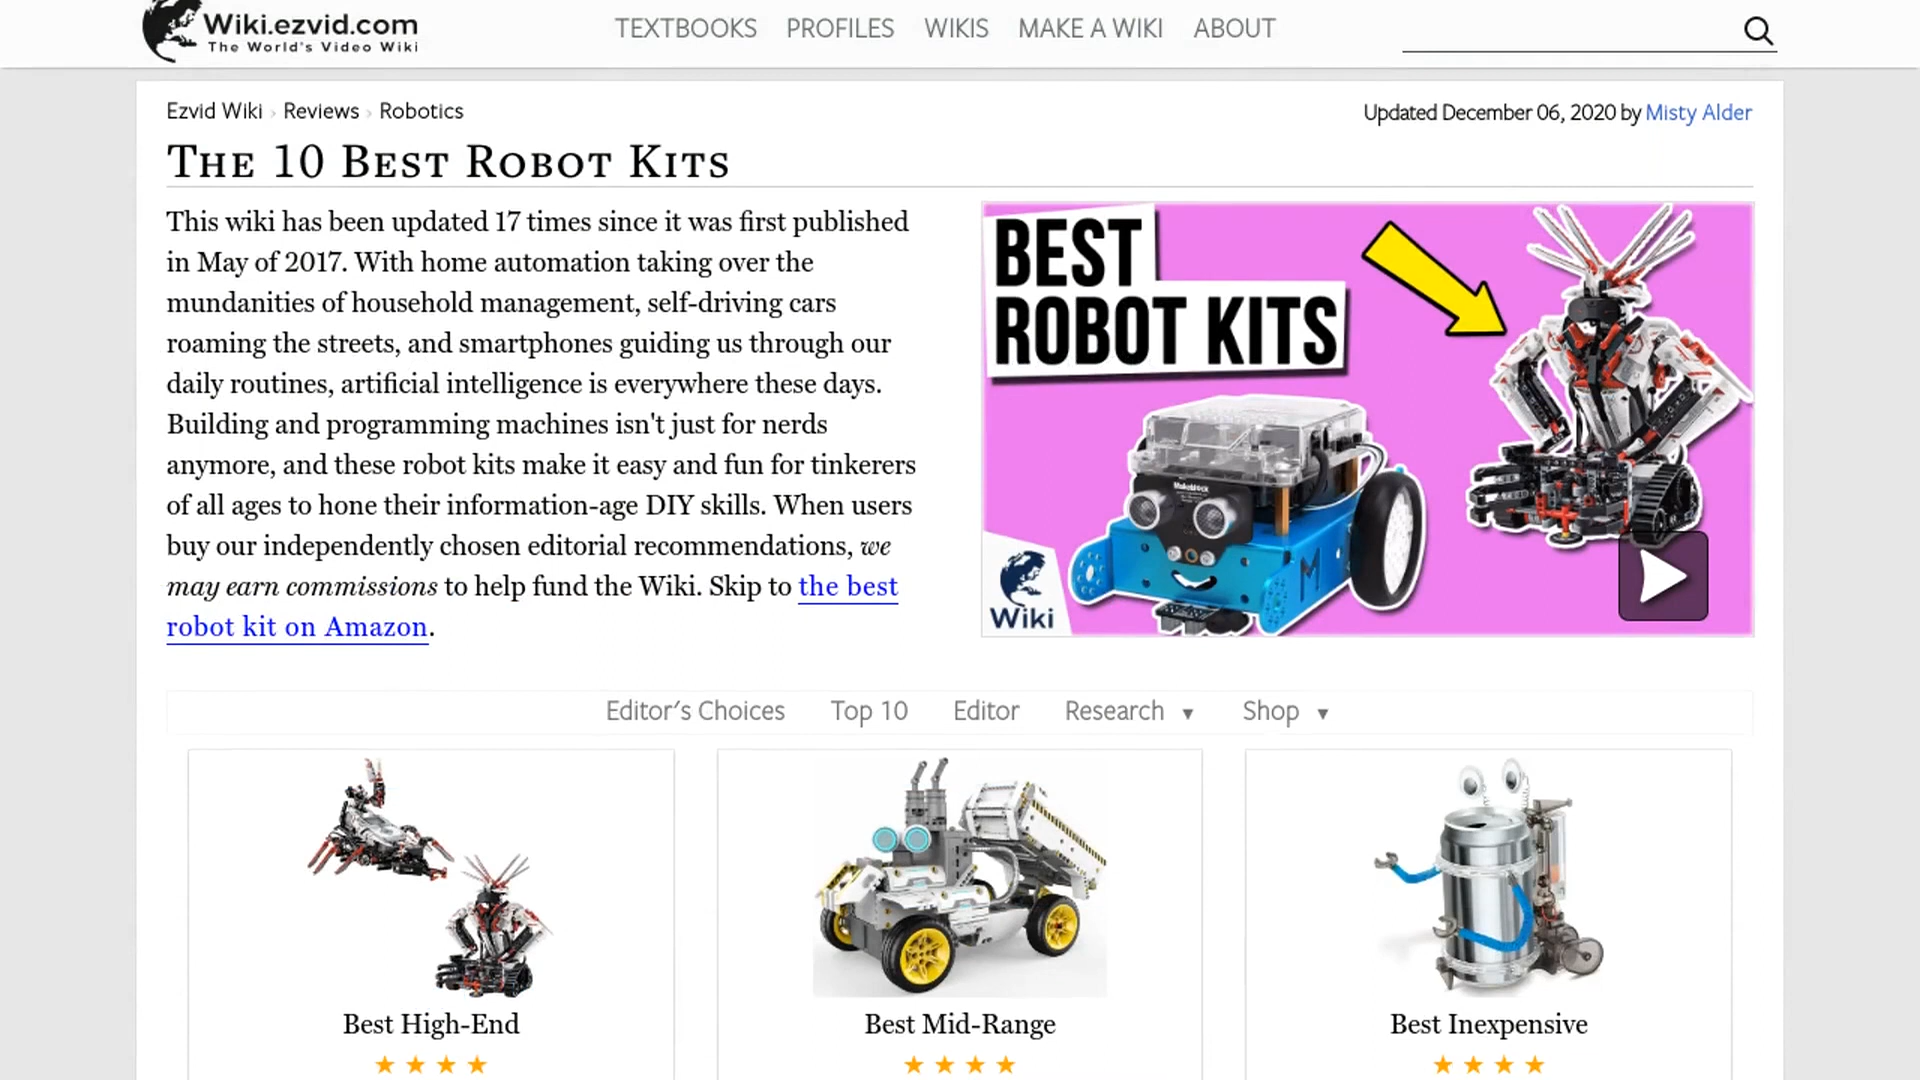 Wiki.ezvid.com
The World's Video Wiki
TEXTBOOKS PROFILES WIKIS MAKE A WIKI ABOUT
Ezvid Wiki › Reviews › Robotics
Updated December 06, 2020 by Misty Alder
The 10 Best Robot Kits
This wiki has been updated 17 times since it was first published
in May of 2017. With home automation taking over the
mundanities of household management, self-driving cars
roaming the streets, and smartphones guiding us through our
daily routines, artificial intelligence is everywhere these days.
Building and programming machines isn't just for nerds
anymore, and these robot kits make it easy and fun for tinkerers
of all ages to hone their information-age DIY skills. When users
buy our independently chosen editorial recommendations, we
may earn commissions to help fund the Wiki. Skip to the best
robot kit on Amazon.
BEST
ROBOT KITS
Makeblock
Wiki
Editor's Choices Top 10 Editor Research ▼ Shop ▼
Best High-End
Best Mid-Range
Best Inexpensive